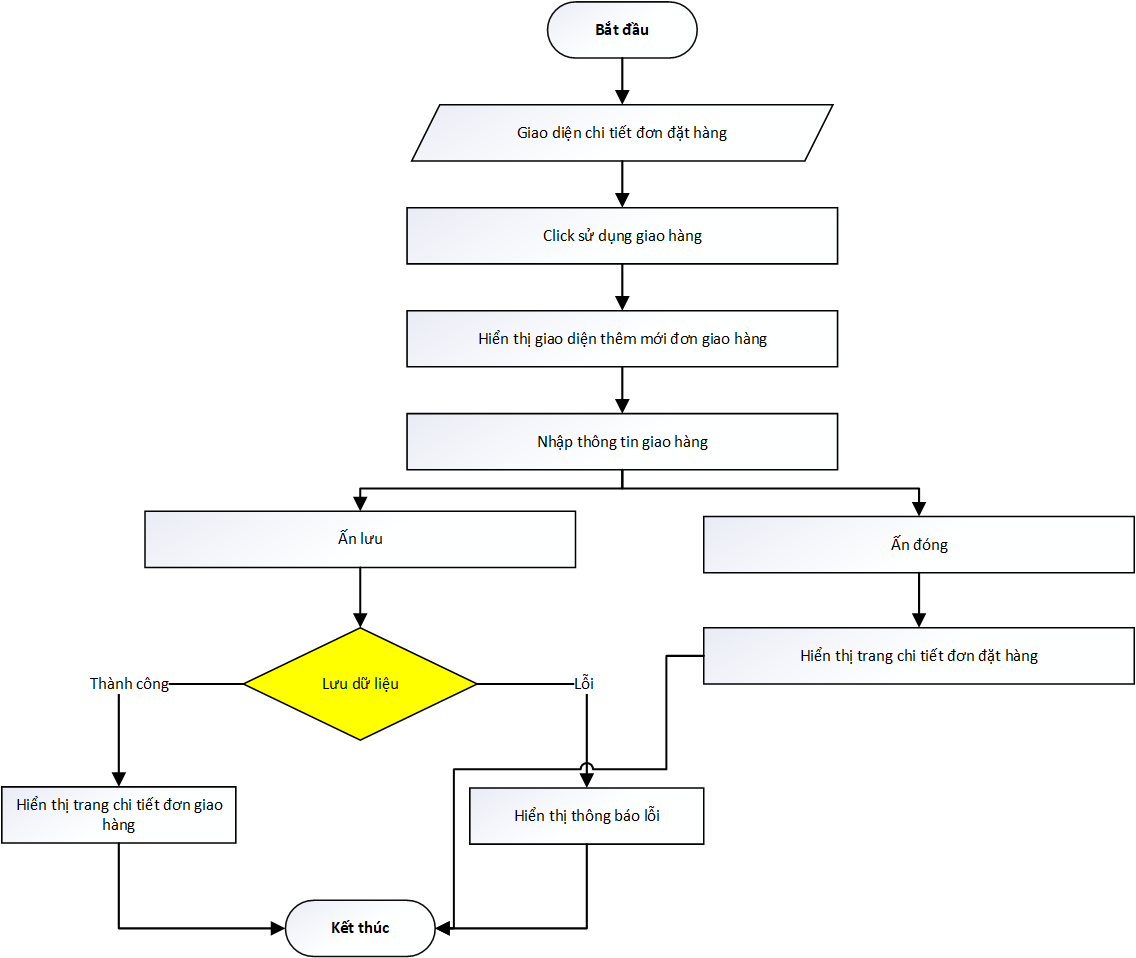 Bắt đầu
Giao diện chi tiết đơn đặt hàng
Click sử dụng giao hàng
Hiển thị giao diện thêm mới đơn giao hàng
Nhập thông tin giao hàng
Ấn lưu
Ấn đóng
Hiển thị trang chi tiết đơn đặt hàng
Thành công
Lưu dữ liệu
Lỗi
Hiển thị trang chi tiết đơn giao
hàng
Hiển thị thông báo lỗi
Kết thúc